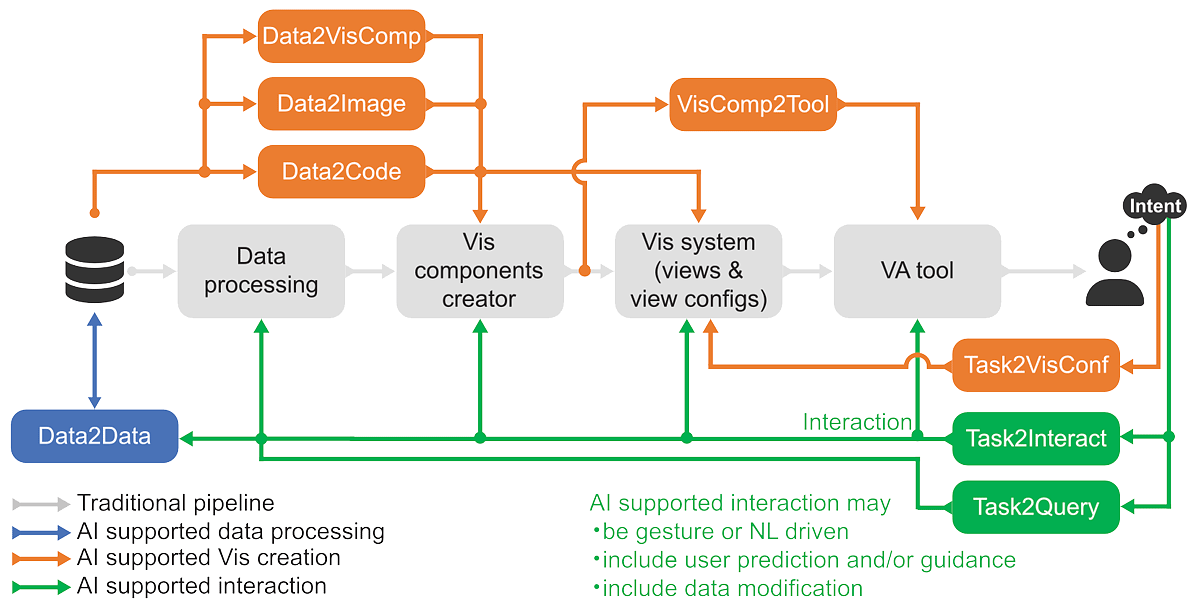 Data2VisComp
Data2Image
VisComp2Tool
Data2Code
Intent
Data
processing
Vis
components
creator
Vis system
(views &
view configs)
VA tool
Task2VisConf
Interaction
Data2Data
Task2Interact
Task2Query
Traditional pipeline
AI supported data processing
AI supported Vis creation
AI supported interaction
AI supported interaction may
•be gesture or NL driven
•include user prediction and/or guidance
•include data modification